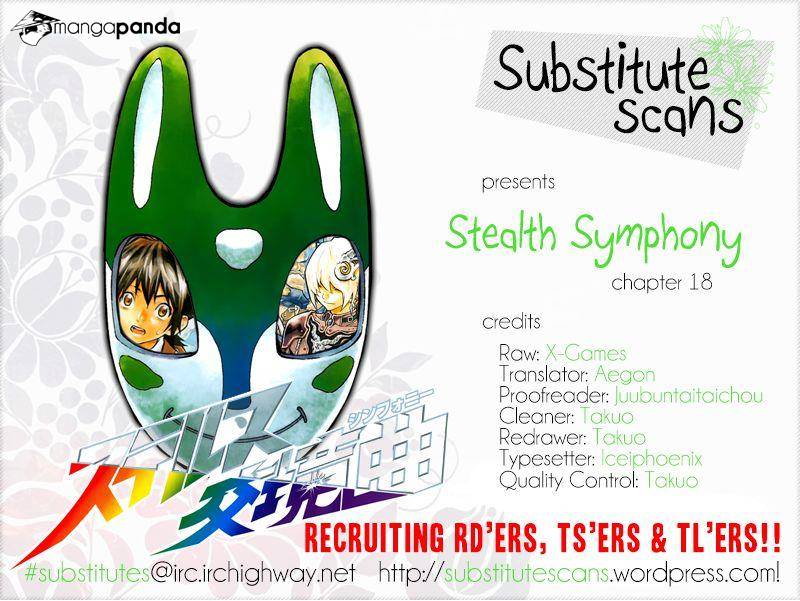 mangapanda
Substitute
scans
presents
Stealth Symphony
chapter 18
credits
Raw: X-Games
Translator: Aegon
Proofreader: Juubuntaitaichou
Cleaner: Takuo
Redrawer: Takuo
Typesetter: Iceiphoenix
Quality Control: Takuo
シンフォニー
ステルス
交響曲
RECRUITING RD'ERS, TS'ERS & TL'ERS!!
#substitutes@irc.irchighway.net http://substitutescans.wordpress.com!